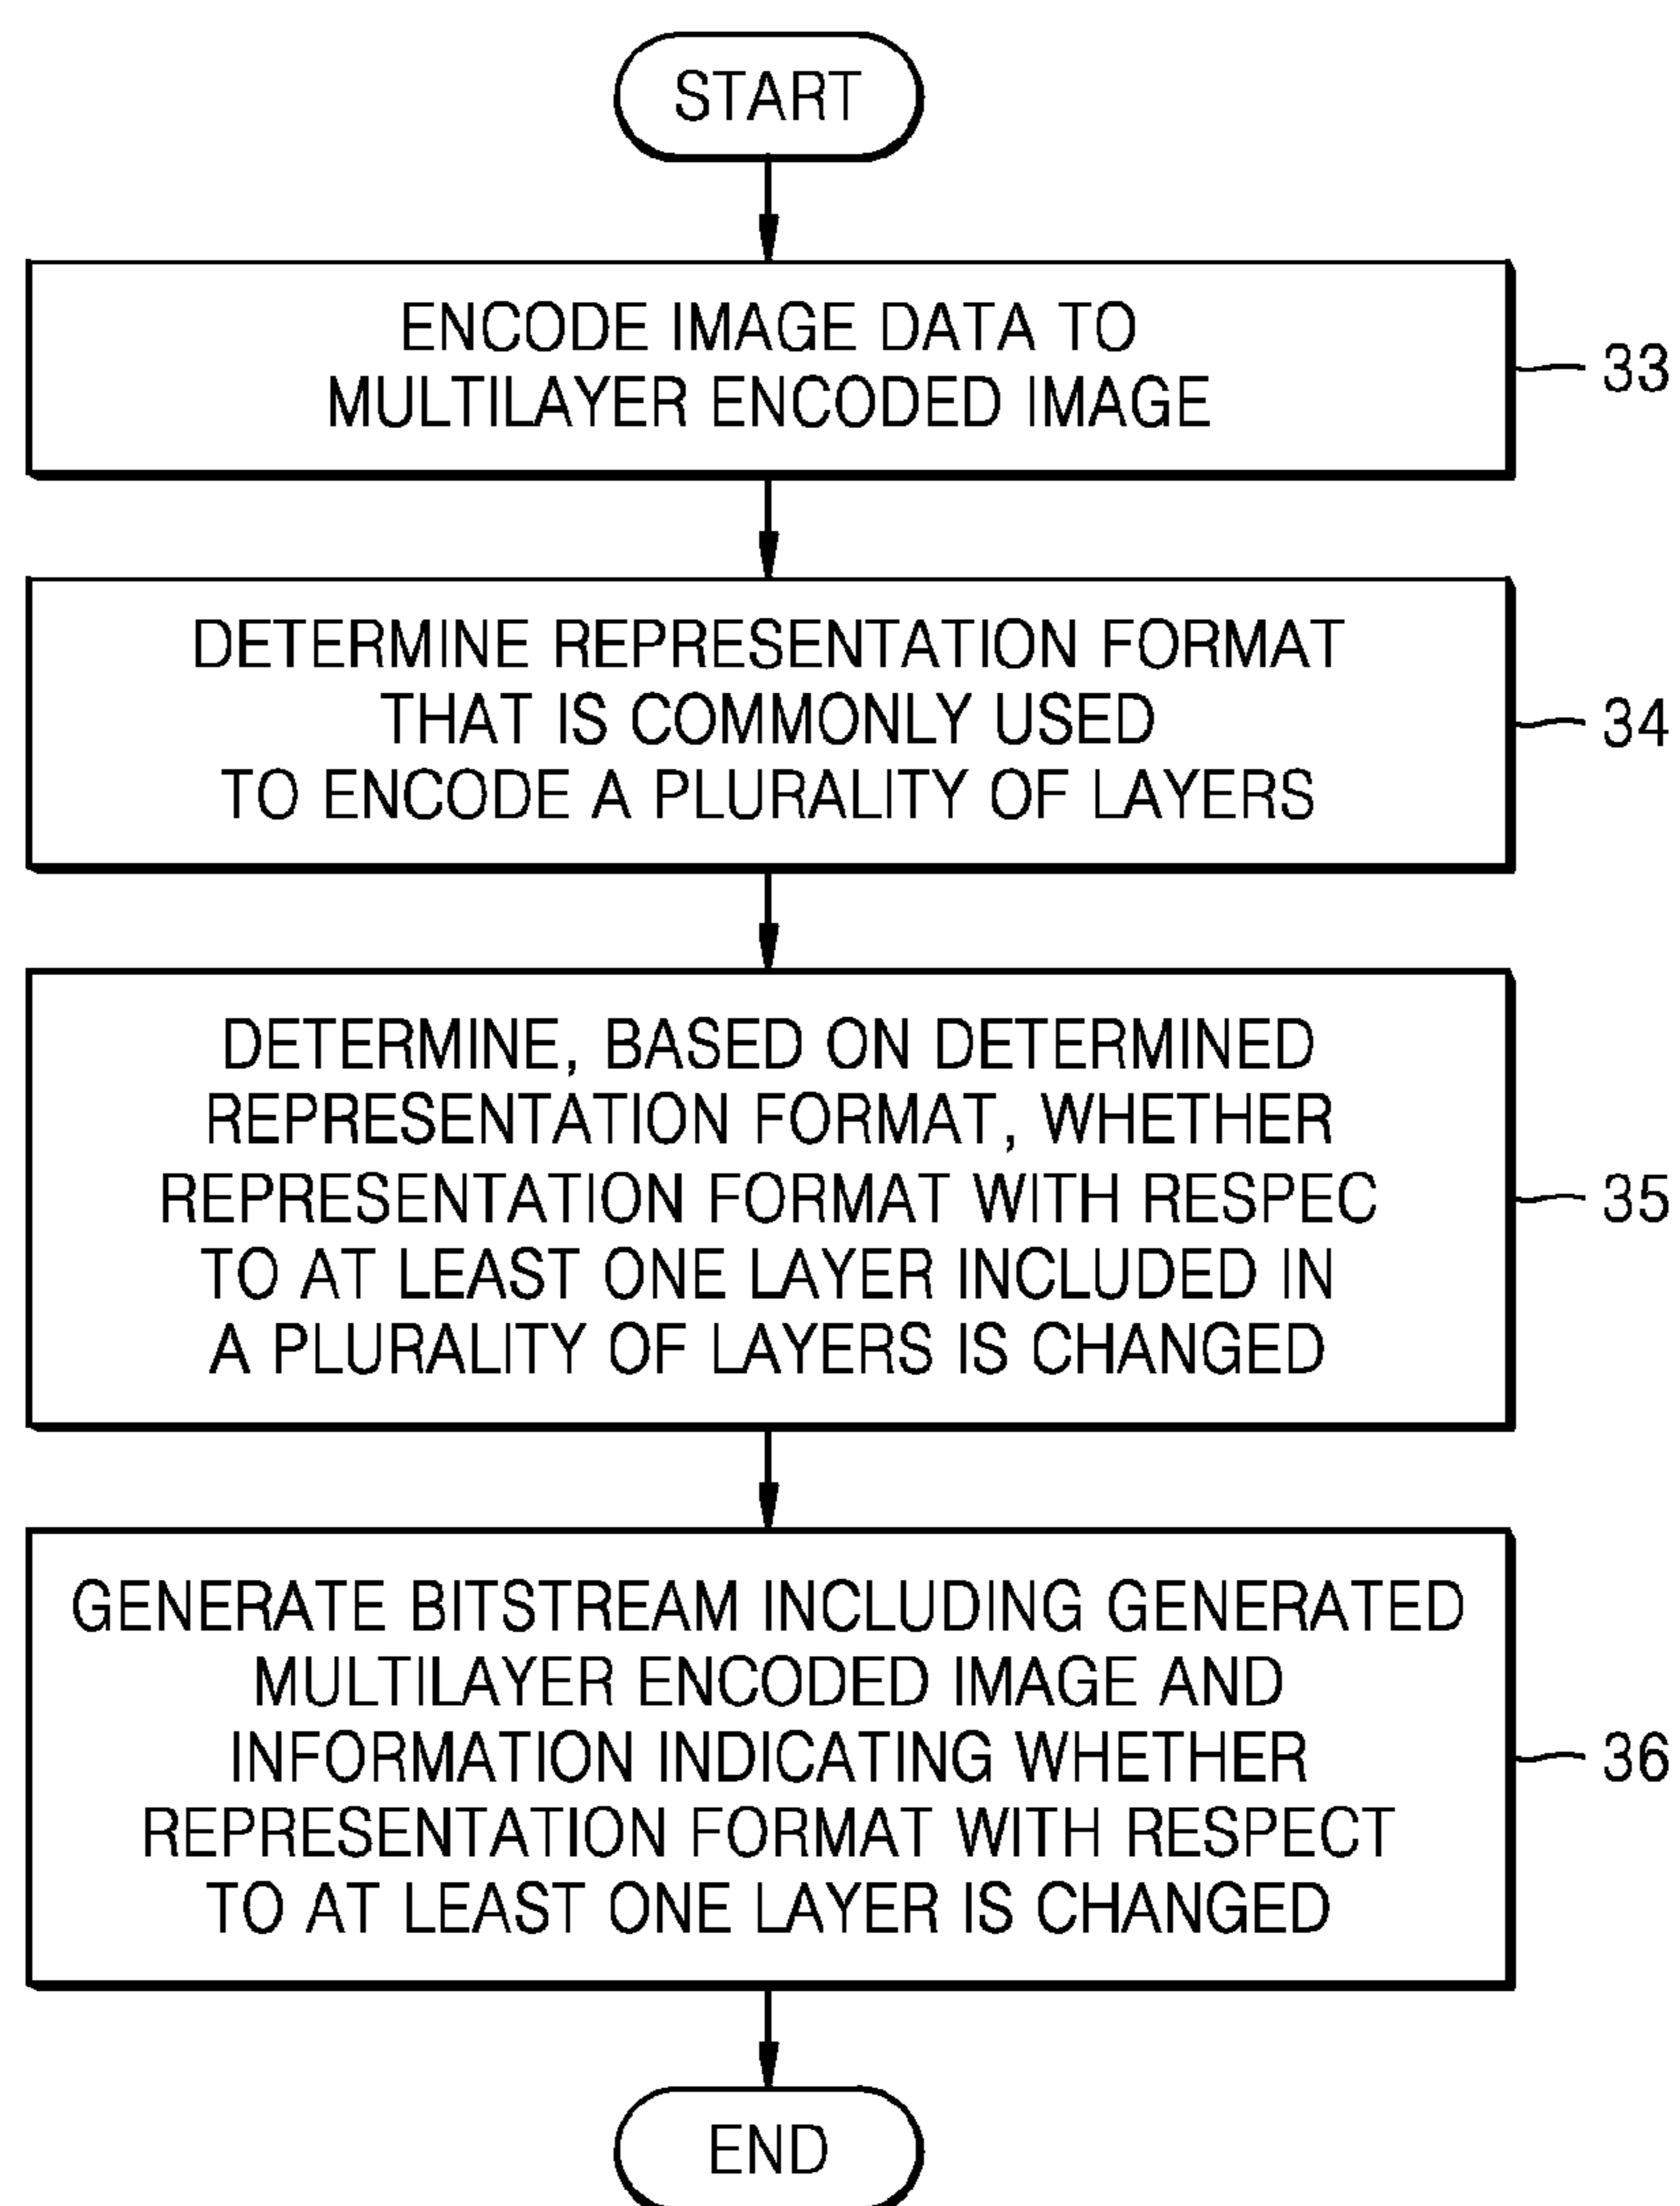 START
ENCODE IMAGE DATA TO
MULTILAYER ENCODED IMAGE
33
DETERMINE REPRESENTATION FORMAT
THAT IS COMMONLY USED
TO ENCODE A PLURALITY OF LAYERS
34
DETERMINE, BASED ON DETERMINED
REPRESENTATION FORMAT, WHETHER
REPRESENTATION FORMAT WITH RESPEC
TO AT LEAST ONE LAYER INCLUDED IN
A PLURALITY OF LAYERS IS CHANGED
35
GENERATE BITSTREAM INCLUDING GENERATED
MULTILAYER ENCODED IMAGE AND
INFORMATION INDICATING WHETHER
REPRESENTATION FORMAT WITH RESPECT
TO AT LEAST ONE LAYER IS CHANGED
36
END